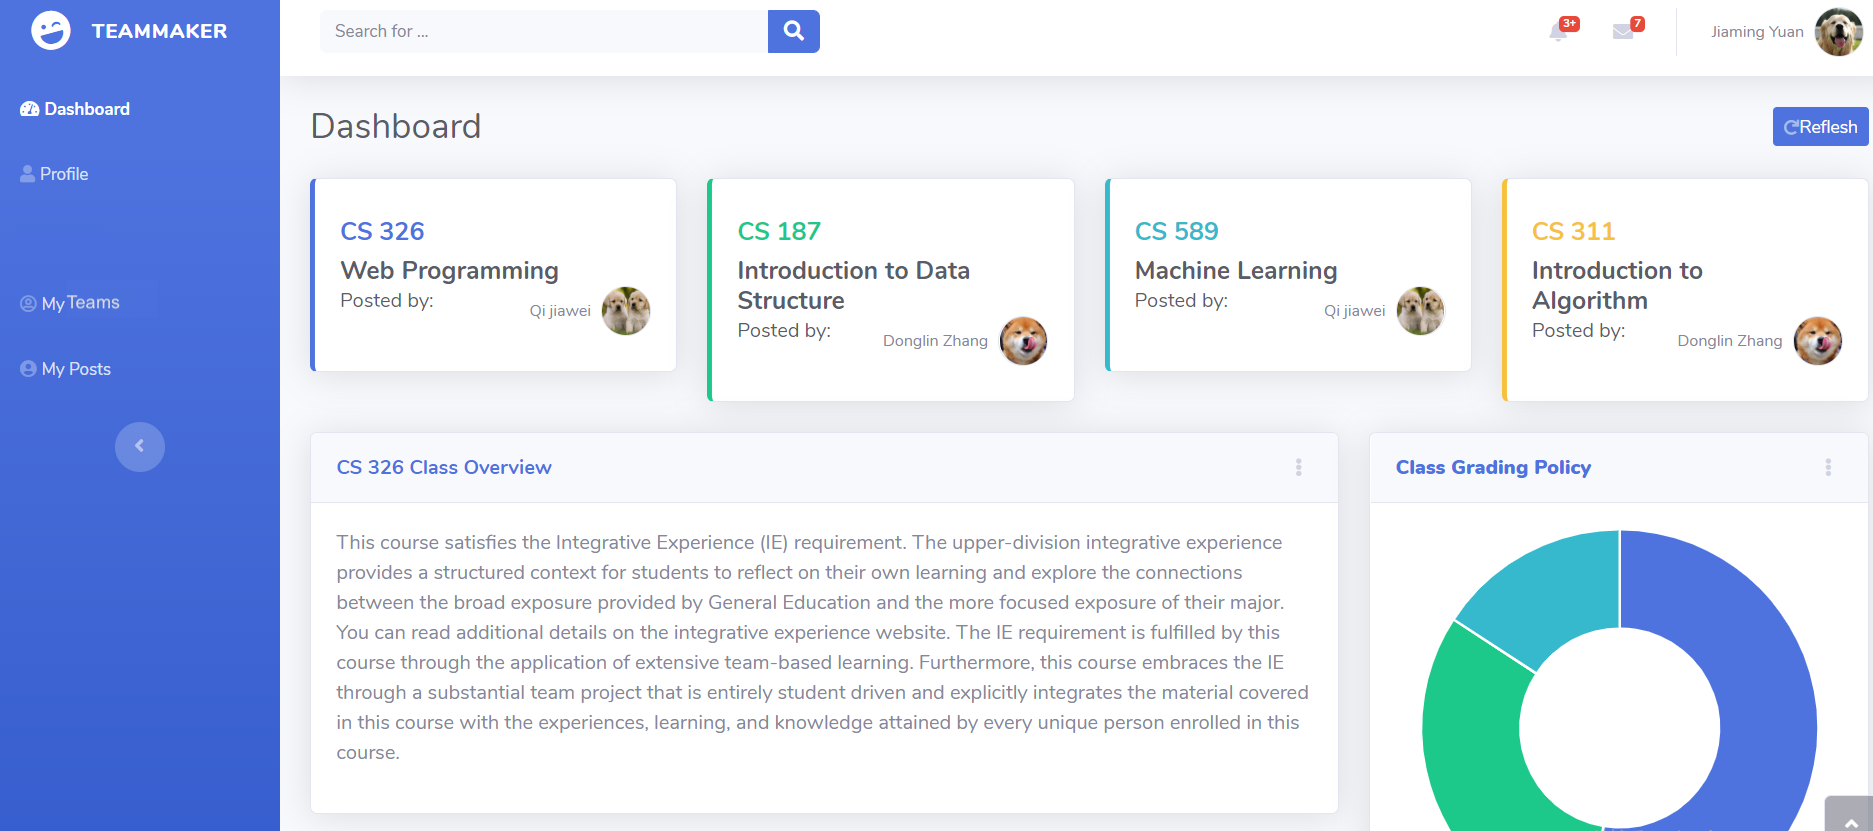 TEAMMAKER
Search for ...
3+
7
Jiaming Yuan
Dashboard
Profile
My Teams
My Posts
Dashboard
Reflesh
CS 326
Web Programming
Posted by:
Qi jiawei
CS 187
Introduction to Data
Structure
Posted by:
Donglin Zhang
CS 589
Machine Learning
Posted by:
Qi jiawei
CS 311
Introduction to
Algorithm
Posted by:
Donglin Zhang
CS 326 Class Overview
This course satisfies the Integrative Experience (IE) requirement. The upper-division integrative experience
provides a structured context for students to reflect on their own learning and explore the connections
between the broad exposure provided by General Education and the more focused exposure of their major.
You can read additional details on the integrative experience website. The IE requirement is fulfilled by this
course through the application of extensive team-based learning. Furthermore, this course embraces the IE
through a substantial team project that is entirely student driven and explicitly integrates the material covered
in this course with the experiences, learning, and knowledge attained by every unique person enrolled in this
course.
Class Grading Policy